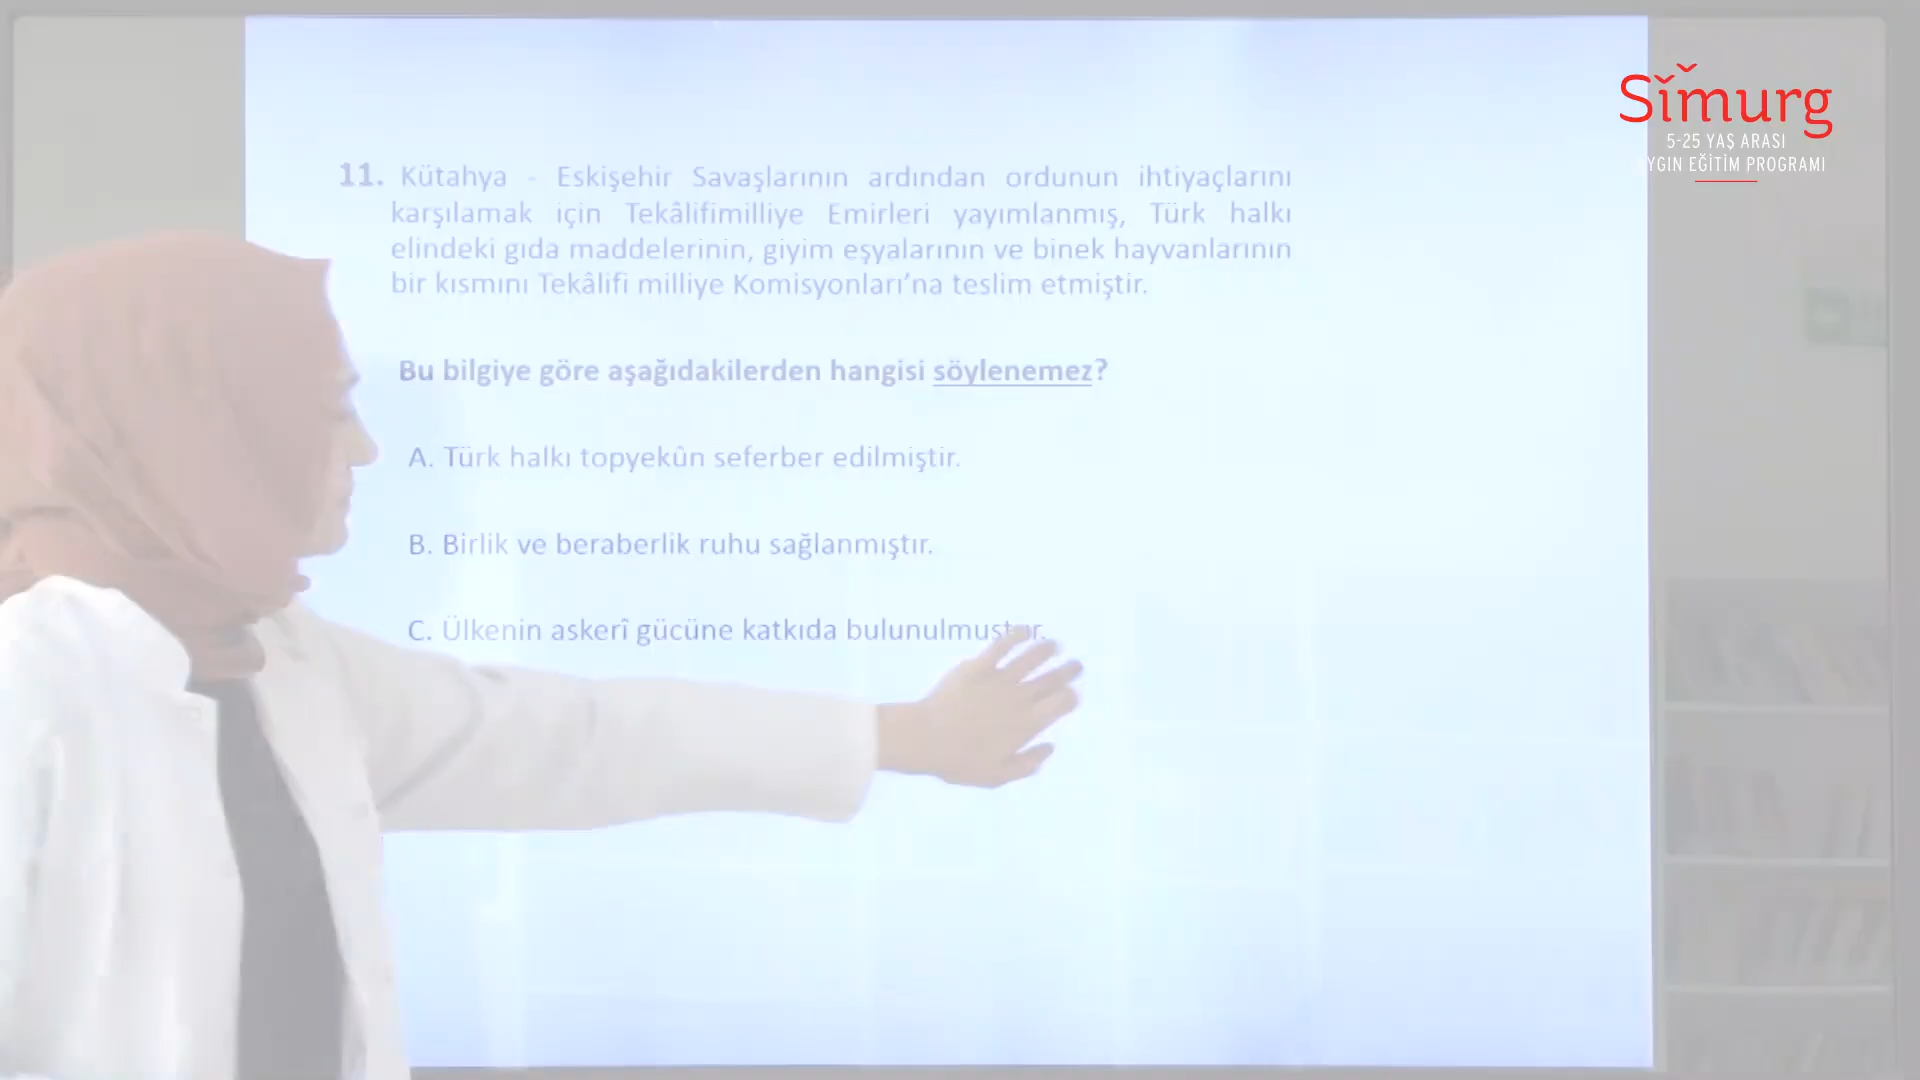 Simurg
5-25 YAŞ ARASI
YGIN EĞİTİM PROGRAMI
11. Kütahya - Eskişehir Savaşlarının ardından ordunun ihtiyaçlarını
karşılamak için Tekâlifimilliye Emirleri yayımlanmış, Türk halkı
elindeki gıda maddelerinin, giyim eşyalarının ve binek hayvanlarının
bir kısmını Tekâlifi milliye Komisyonları’na teslim etmiştir.
Bu bilgiye göre aşağıdakilerden hangisi söylenemez?
A. Türk halkı topyekûn seferber edilmiştir.
B. Birlik ve beraberlik ruhu sağlanmıştır.
C. Ülkenin askerî gücüne katkıda bulunulmuştur.